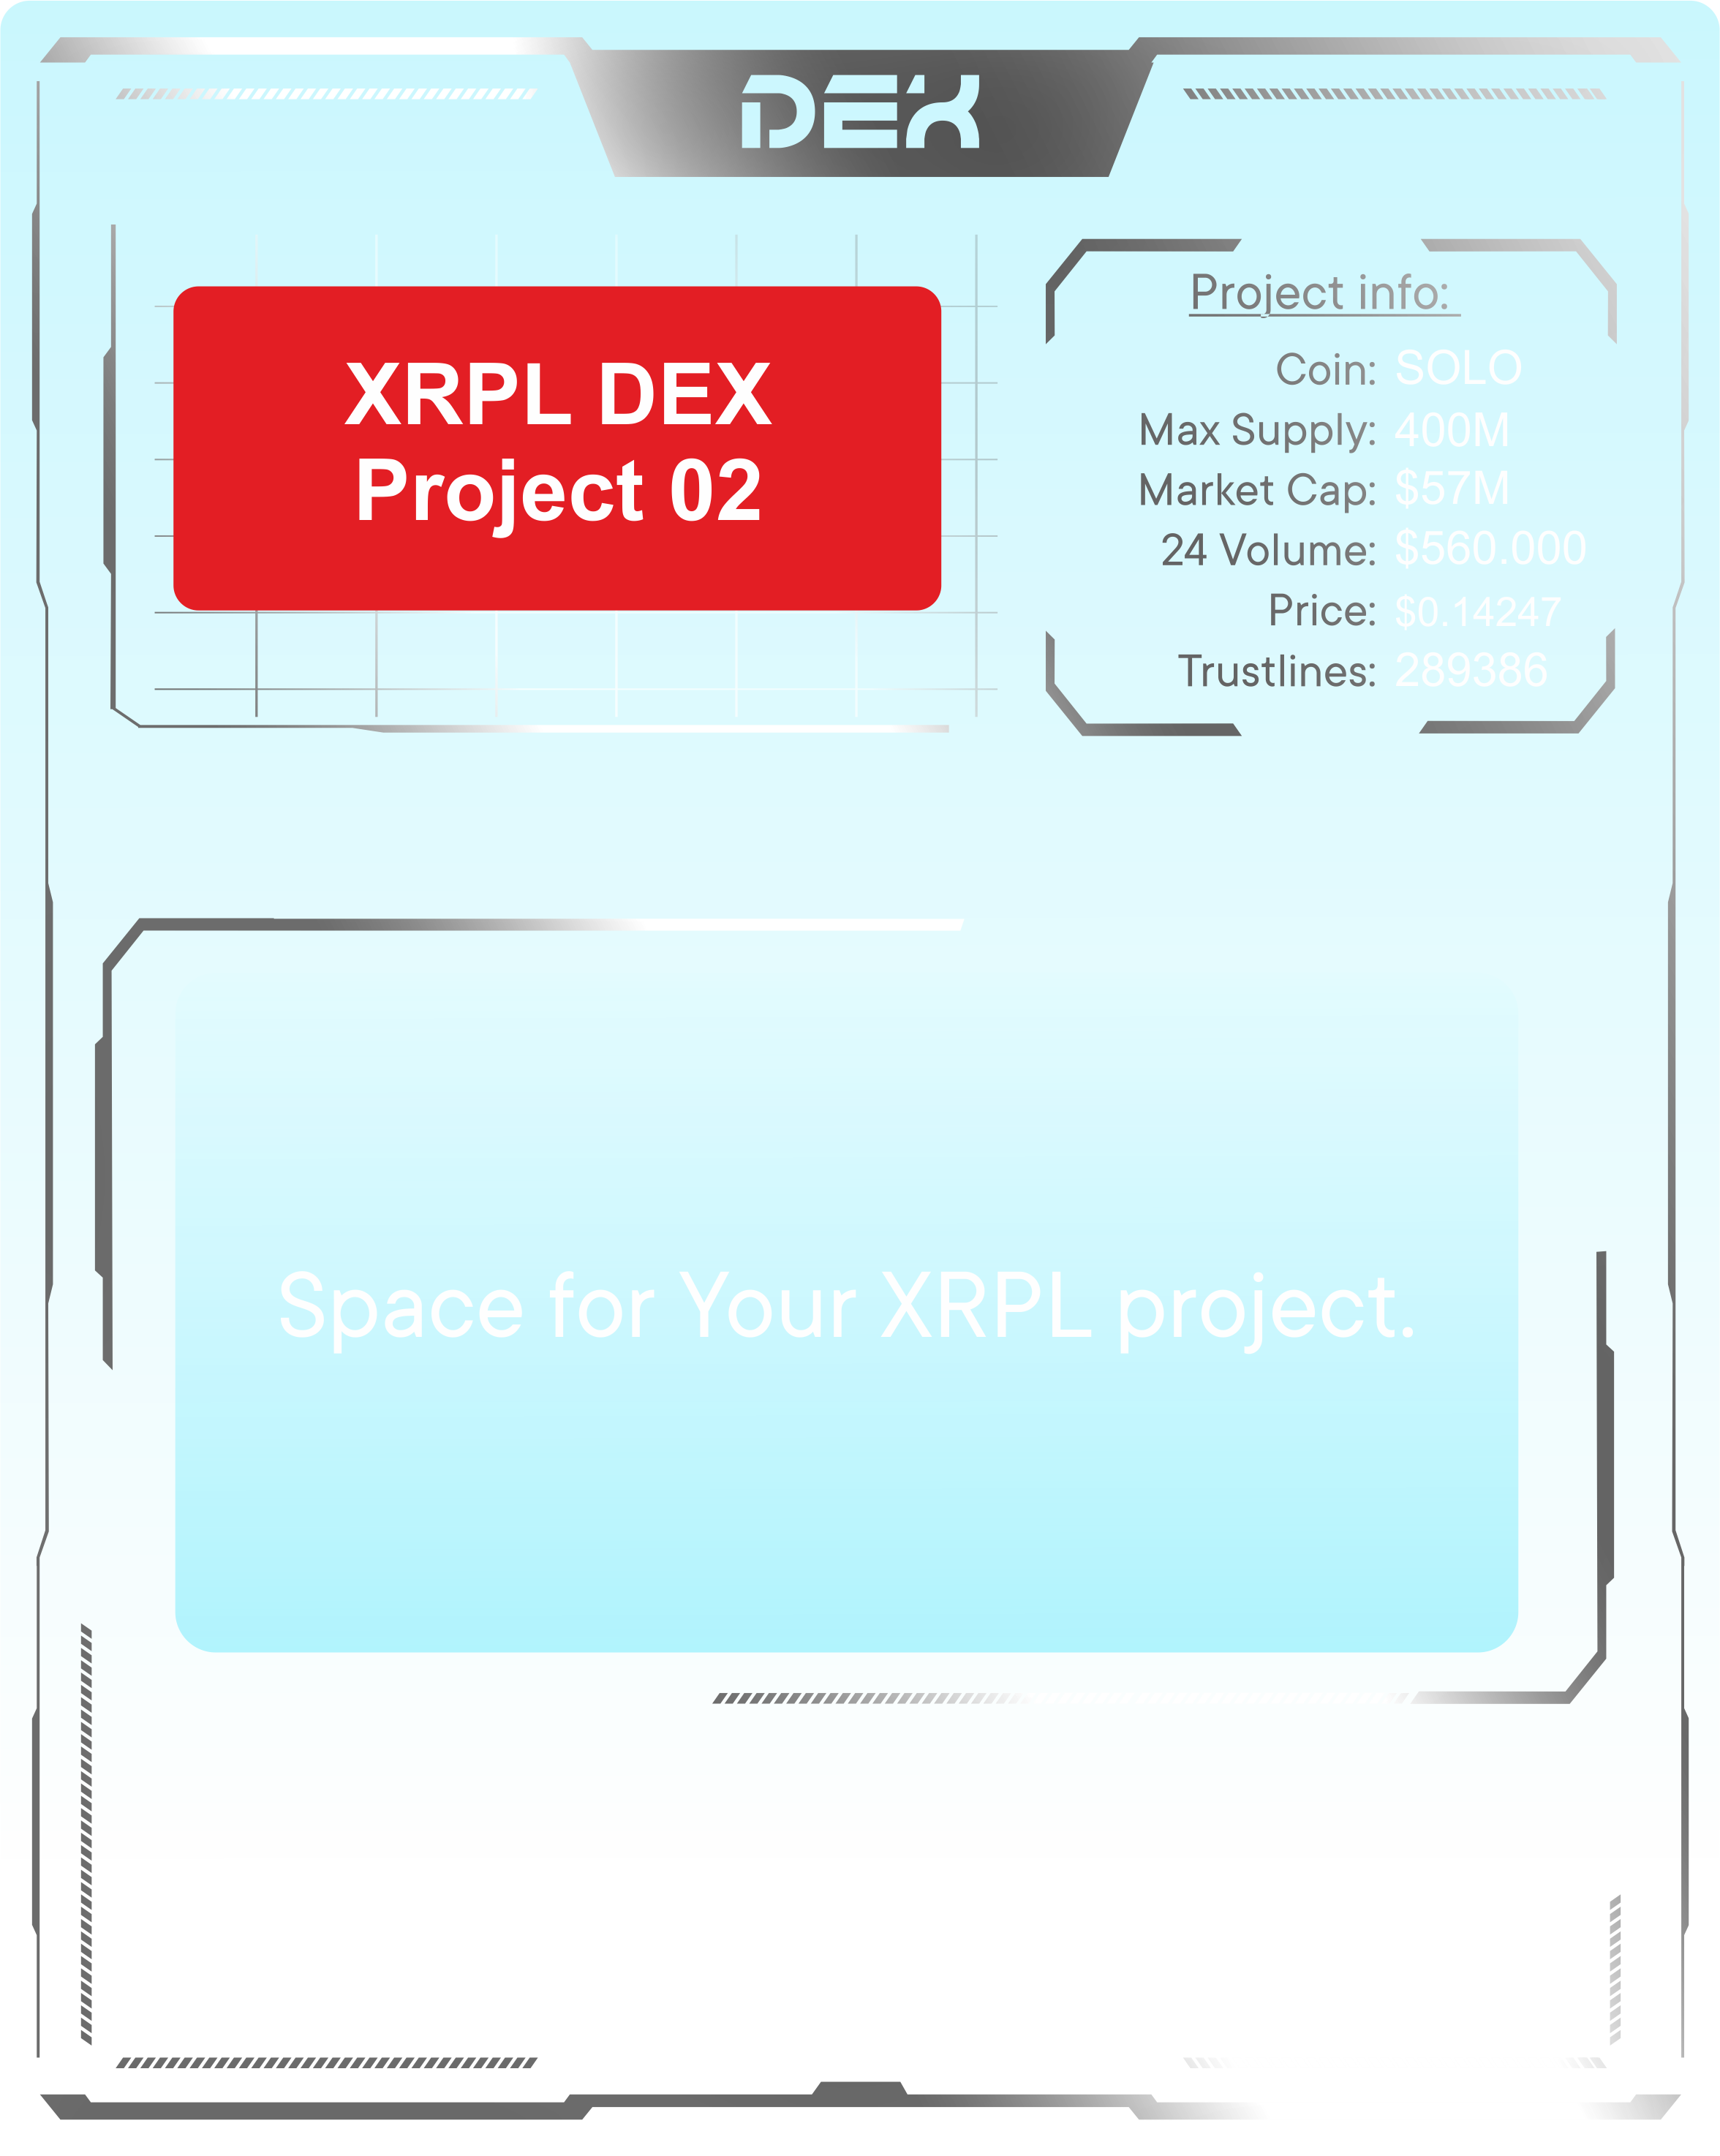 DEX
XRPL DEX
Project 02
Project info:
Coin: SOLO
Max Supply: 400M
Market Cap: $57M
24 Volume: $560.000
Price: $0.14247
Trustlines: 289386
Space for Your XRPL project.